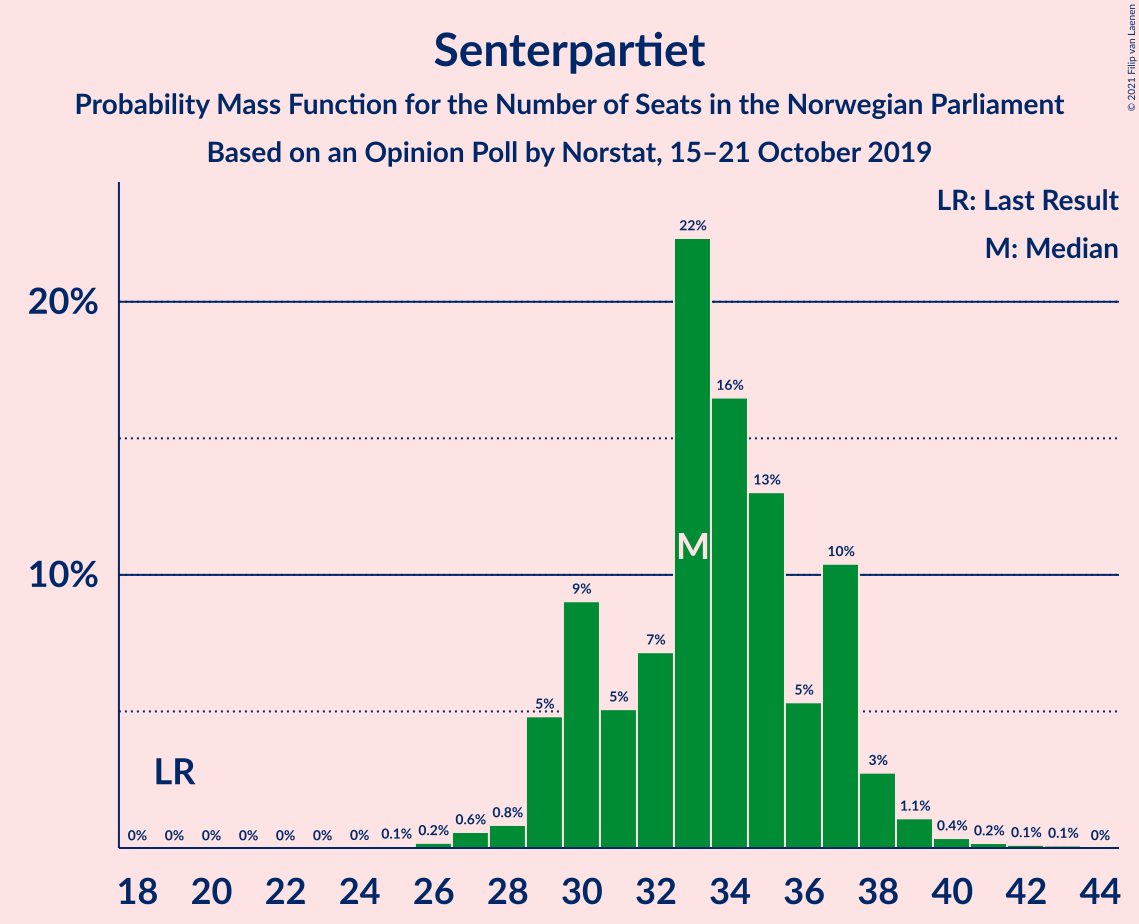 © 2021 Filip van Laenen
Senterpartiet
Probability Mass Function for the Number of Seats in the Norwegian Parliament
Based on an Opinion Poll by Norstat, 15–21 October 2019
LR: Last Result
M: Median
22%
20%
16%
13%
M
10%
10%
9%
7%
5%
5%
5%
LR
3%
0% 0% 0% 0% 0% 0% 0% 0.1% 0.2% 0.6% 0.8% 1.1% 0.4% 0.2% 0.1% 0.1% 0%
18 20 22 24 26 28 30 32 34 36 38 40 42 44